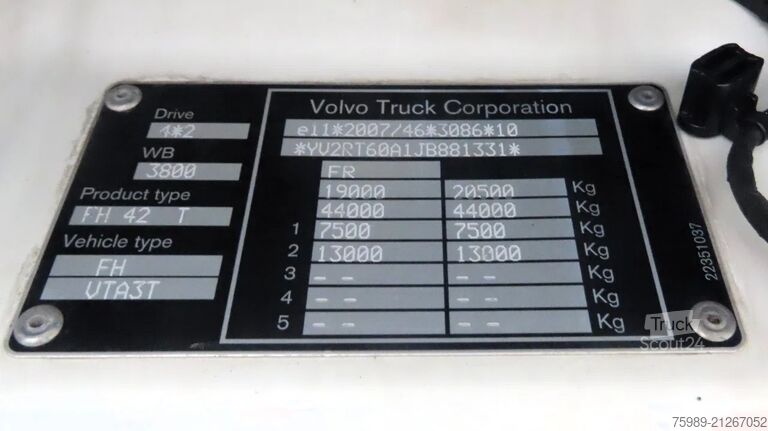 Drive
4*2
WB
3800
Product type
FH 42 T
Vehicle type
FH
VTA3T
Volvo Truck Corporation
e11*2007/46*3086*10
*YV2RT60A1JB881331*
FR
19000 20500 Kg
44000 44000 Kg
1 7500 7500 Kg
2 13000 13000 Kg
3 -- -- Kg
4 -- -- Kg
5 -- -- Kg
22351037
Truck
Scout24
75989-21267052